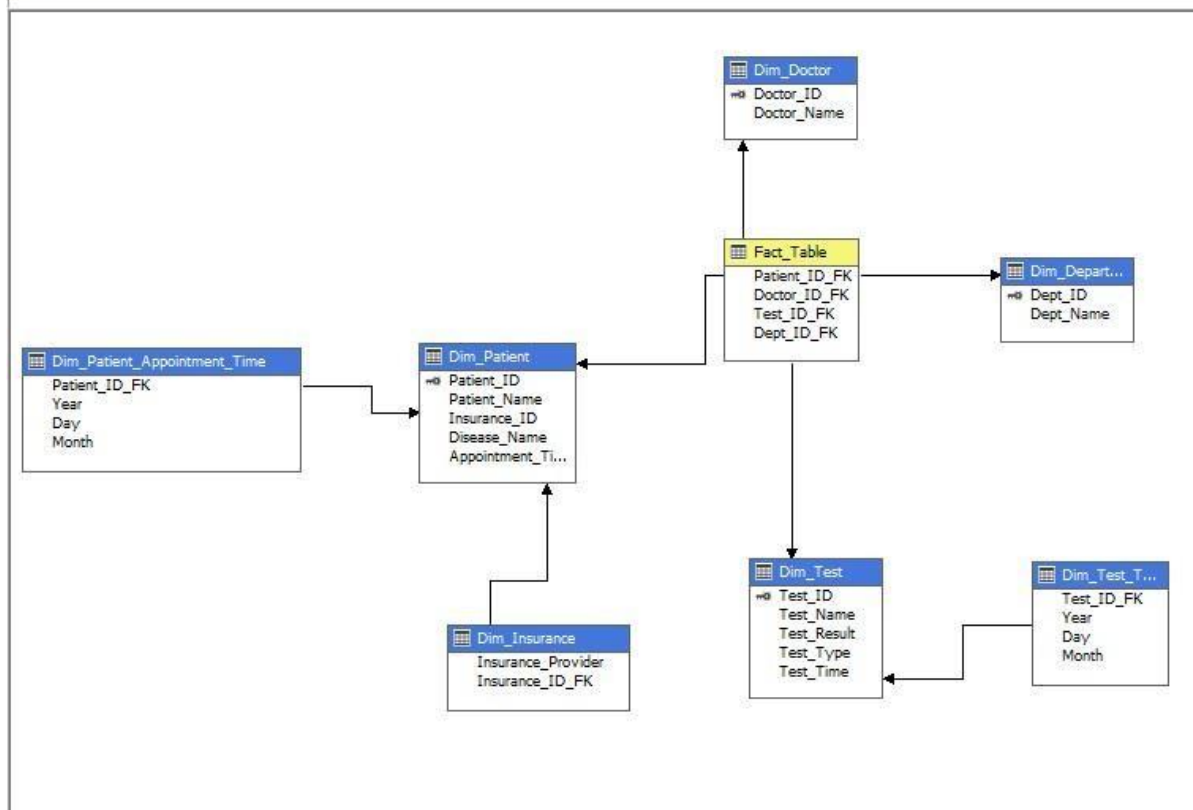 Dim_Doctor
Doctor_ID
Doctor_Name
Fact_Table
Patient_ID_FK
Doctor_ID_FK
Test_ID_FK
Dept_ID_FK
Dim_Depart...
Dept_ID
Dept_Name
Dim_Patient_Appointment_Time
Patient_ID_FK
Year
Day
Month
Dim_Patient
Patient_ID
Patient_Name
Insurance_ID
Disease_Name
Appointment_Ti...
Dim_Insurance
Insurance_Provider
Insurance_ID_FK
Dim_Test
Test_ID
Test_Name
Test_Result
Test_Type
Test_Time
Dim_Test_T...
Test_ID_FK
Year
Day
Month